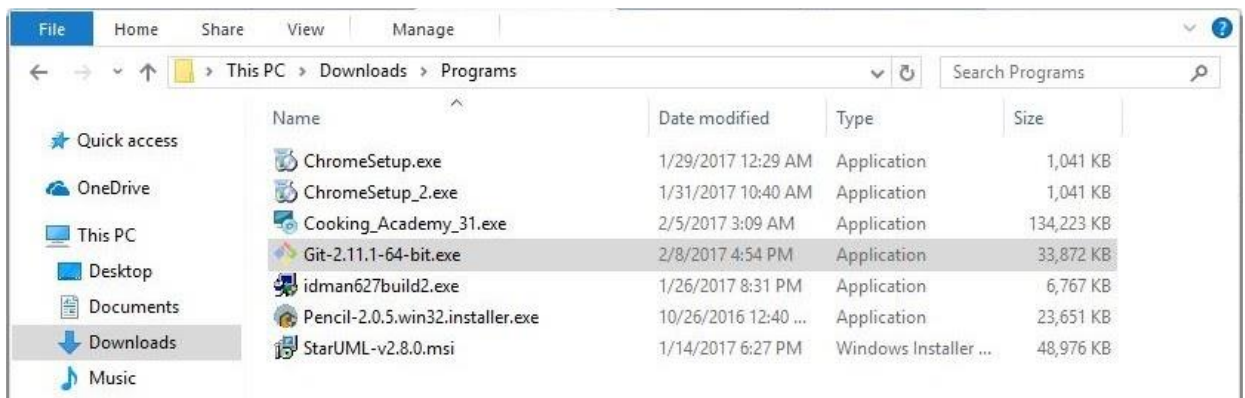 File Home Share View Manage
This PC > Downloads > Programs Search Programs
Name Date modified Type Size
Quick access
OneDrive
This PC
Desktop
Documents
Downloads
Music
ChromeSetup.exe 1/29/2017 12:29 AM Application 1,041 KB
ChromeSetup_2.exe 1/31/2017 10:40 AM Application 1,041 KB
Cooking_Academy_31.exe 2/5/2017 3:09 AM Application 134,223 KB
Git-2.11.1-64-bit.exe 2/8/2017 4:54 PM Application 33,872 KB
idman627build2.exe 1/26/2017 8:31 PM Application 6,767 KB
Pencil-2.0.5.win32.installer.exe 10/26/2016 12:40 ... Application 23,651 KB
StarUML-v2.8.0.msi 1/14/2017 6:27 PM Windows Installer ... 48,976 KB